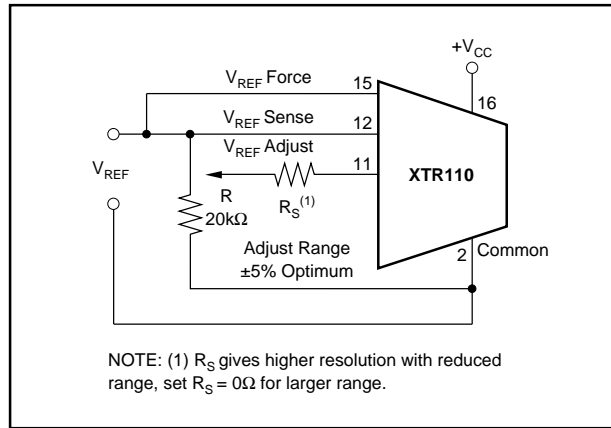 +V_CC
V_REF Force
15
16
V_REF Sense
12
V_REF Adjust
11
V_REF
XTR110
R
20kΩ
R_S(1)
Adjust Range
±5% Optimum
2
Common
NOTE: (1) R_S gives higher resolution with reduced
range, set R_S = 0Ω for larger range.